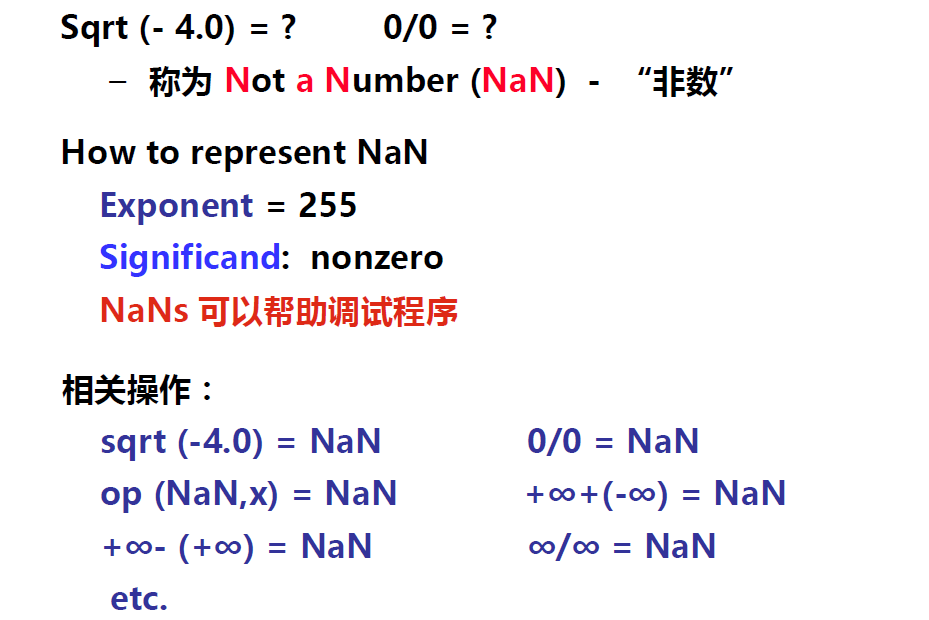 Sqrt (- 4.0) = ? 0/0 = ?
– 称为 Not a Number (NaN) - “非数”
How to represent NaN
Exponent = 255
Significand: nonzero
NaNs 可以帮助调试程序
相关操作：
sqrt (-4.0) = NaN 0/0 = NaN
op (NaN,x) = NaN +∞+(-∞) = NaN
+∞- (+∞) = NaN ∞/∞ = NaN
etc.